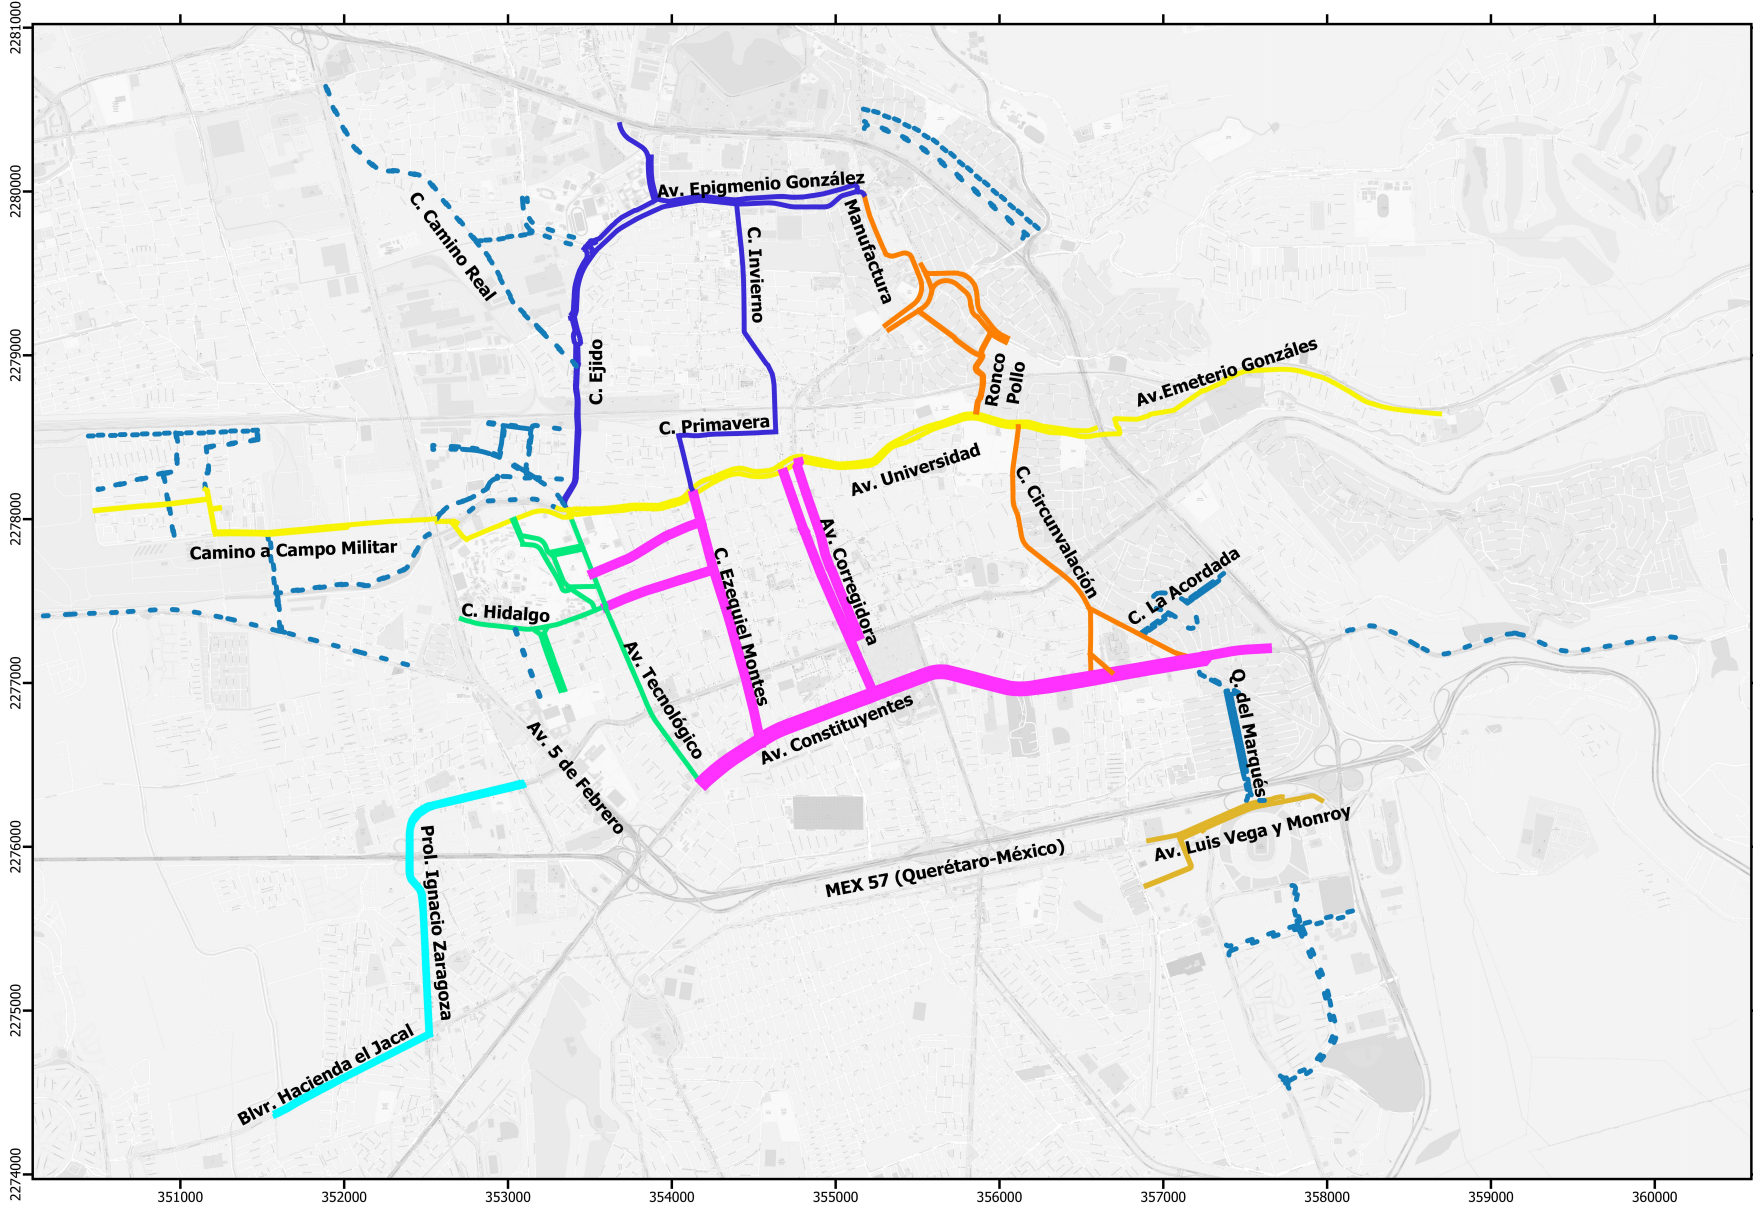 2281000
2280000
2279000
2278000
2277000
2276000
2275000
2274000
Av. Epigmenio González
C. Camino Real
Manufactura
C. Invierno
C. Ejido
Ronco
Pollo
Av.Emeterio Gonzáles
C. Primavera
Av. Universidad
C. Circunvalación
Camino a Campo Militar
Av. Corregidora
C. Ezequiel Montes
C. La Acordada
C. Hidalgo
Av. Tecnológico
Q. del Marqués
Av. Constituyentes
Av. 5 de Febrero
Av. Luis Vega y Monroy
MEX 57 (Querétaro-México)
Prol. Ignacio Zaragoza
Blvr. Hacienda el Jacal
351000
352000
353000
354000
355000
356000
357000
358000
359000
360000